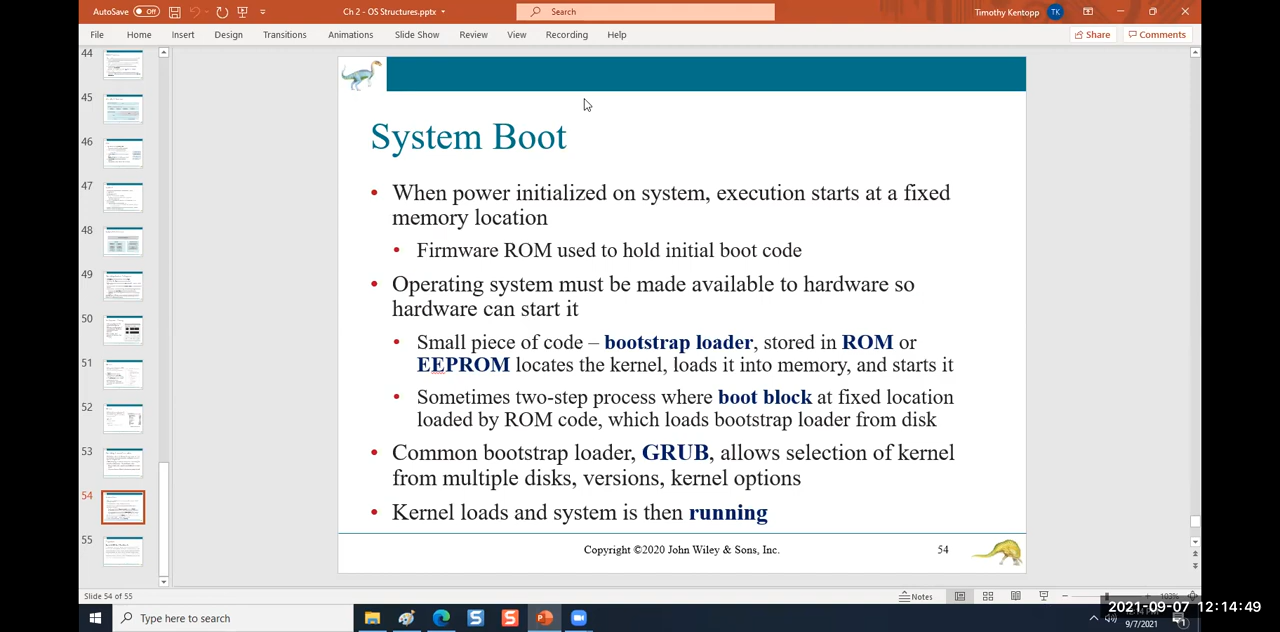 AutoSave Off Ch 2 - OS Structures.pptx Search Timothy Kentopp TK
File Home Insert Design Transitions Animations Slide Show Review View Recording Help Share Comments
44
45
46
47
48
49
50
51
52
53
54
55
System Boot
• When power initialized on system, execution starts at a fixed
memory location
• Firmware ROM used to hold initial boot code
• Operating system must be made available to hardware so
hardware can start it
• Small piece of code – bootstrap loader, stored in ROM or
EEPROM locates the kernel, loads it into memory, and starts it
• Sometimes two-step process where boot block at fixed location
loaded by ROM code, which loads bootstrap loader from disk
• Common bootstrap loader, GRUB, allows selection of kernel
from multiple disks, versions, kernel options
• Kernel loads and system is then running
Copyright ©2020 John Wiley & Sons, Inc. 54
Slide 54 of 55 Notes 103%
Type here to search
2021-09-07 12:14:49
9/7/2021